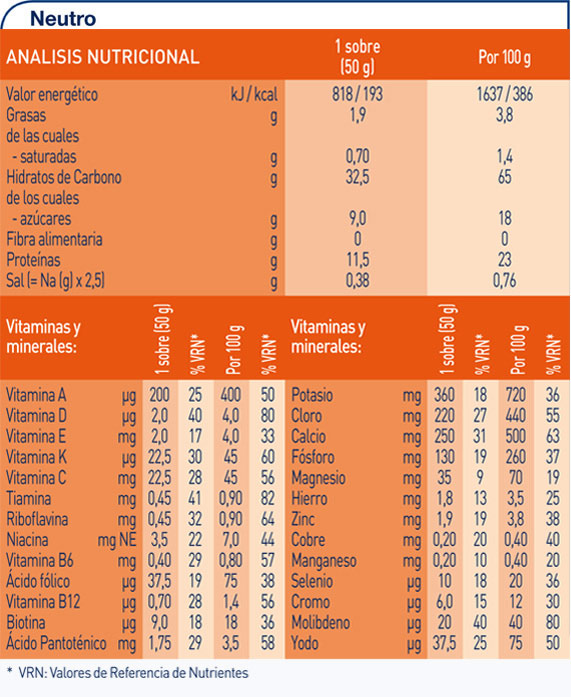 Neutro
ANALISIS NUTRICIONAL 1 sobre (50 g) Por 100 g
Valor energético kJ / kcal 818 / 193 1637 / 386
Grasas g 1,9 3,8
de las cuales
- saturadas g 0,70 1,4
Hidratos de Carbono g 32,5 65
de los cuales
- azúcares g 9,0 18
Fibra alimentaria g 0 0
Proteínas g 11,5 23
Sal (= Na (g) x 2,5) g 0,38 0,76
Vitaminas y minerales: 1 sobre (50 g) % VRN* Por 100 g % VRN*
Vitamina A µg 200 25 400 50
Vitamina D µg 2,0 40 4,0 80
Vitamina E mg 2,0 17 4,0 33
Vitamina K µg 22,5 30 45 60
Vitamina C mg 22,5 28 45 56
Tiamina mg 0,45 41 0,90 82
Riboflavina mg 0,45 32 0,90 64
Niacina mg NE 3,5 22 7,0 44
Vitamina B6 mg 0,40 29 0,80 57
Ácido fólico µg 37,5 19 75 38
Vitamina B12 µg 0,70 28 1,4 56
Biotina µg 9,0 18 18 36
Ácido Pantoténico mg 1,75 29 3,5 58
Vitaminas y minerales: 1 sobre (50 g) % VRN* Por 100 g % VRN*
Potasio mg 360 18 720 36
Cloro mg 220 27 440 55
Calcio mg 250 31 500 63
Fósforo mg 130 19 260 37
Magnesio mg 35 9 70 19
Hierro mg 1,8 13 3,5 25
Zinc mg 1,9 19 3,8 38
Cobre mg 0,20 20 0,40 40
Manganeso mg 0,20 10 0,40 20
Selenio µg 10 18 20 36
Cromo µg 6,0 15 12 30
Molibdeno µg 20 40 40 80
Yodo µg 37,5 25 75 50
* VRN: Valores de Referencia de Nutrientes